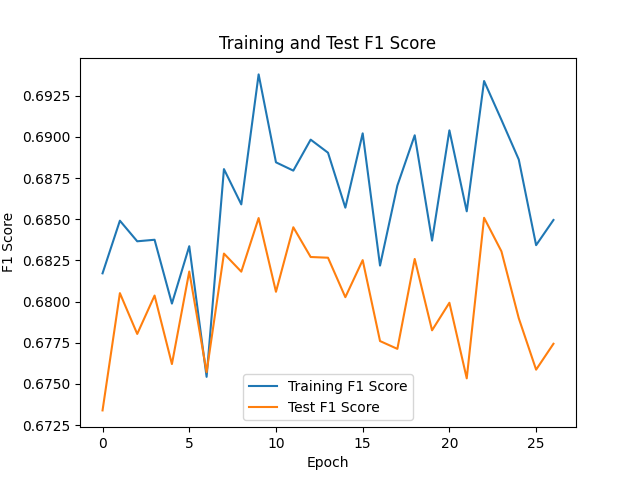 Training and Test F1 Score
F1 Score
0.6925
0.6900
0.6875
0.6850
0.6825
0.6800
0.6775
0.6750
0.6725
Training F1 Score
Test F1 Score
0 5 10 15 20 25
Epoch